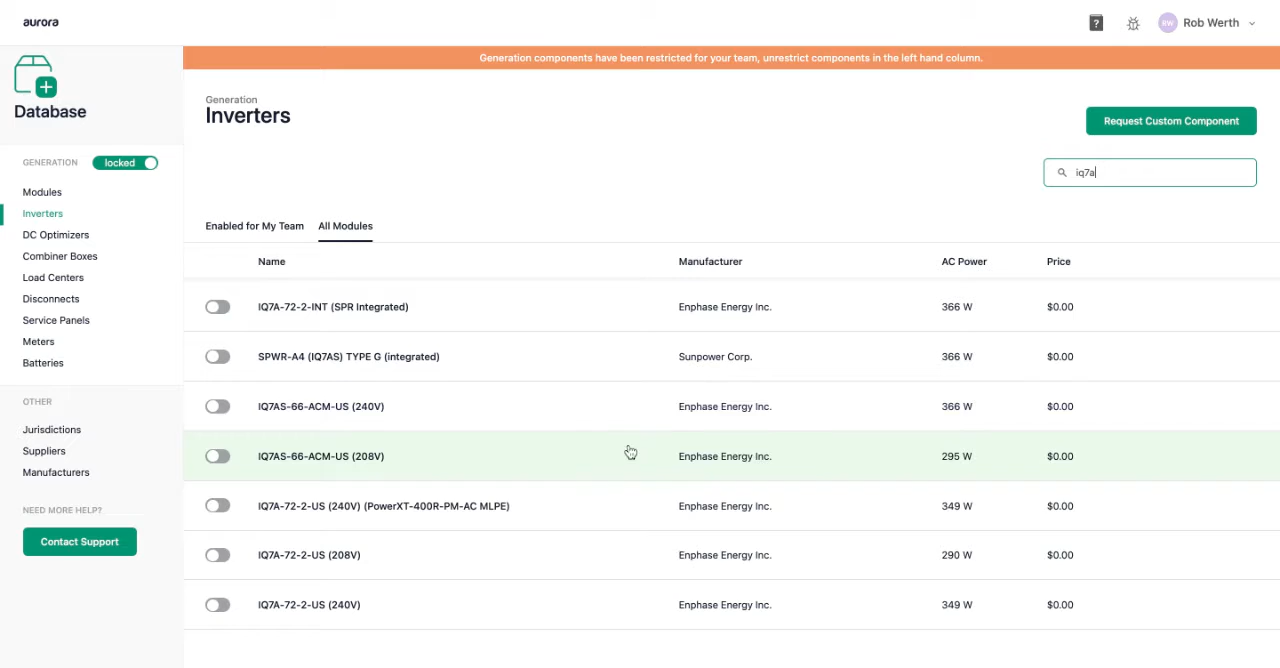 aurora
?
RW Rob Werth
Generation components have been restricted for your team, unrestrict components in the left hand column.
Database
GENERATION locked
Modules
Inverters
DC Optimizers
Combiner Boxes
Load Centers
Disconnects
Service Panels
Meters
Batteries
OTHER
Jurisdictions
Suppliers
Manufacturers
NEED MORE HELP?
Contact Support
Generation
Inverters
Request Custom Component
iq7a
Enabled for My Team All Modules
Name Manufacturer AC Power Price
IQ7A-72-2-INT (SPR Integrated) Enphase Energy Inc. 366 W $0.00
SPWR-A4 (IQ7AS) TYPE G (integrated) Sunpower Corp. 366 W $0.00
IQ7AS-66-ACM-US (240V) Enphase Energy Inc. 366 W $0.00
IQ7AS-66-ACM-US (208V) Enphase Energy Inc. 295 W $0.00
IQ7A-72-2-US (240V) (PowerXT-400R-PM-AC MLPE) Enphase Energy Inc. 349 W $0.00
IQ7A-72-2-US (208V) Enphase Energy Inc. 290 W $0.00
IQ7A-72-2-US (240V) Enphase Energy Inc. 349 W $0.00